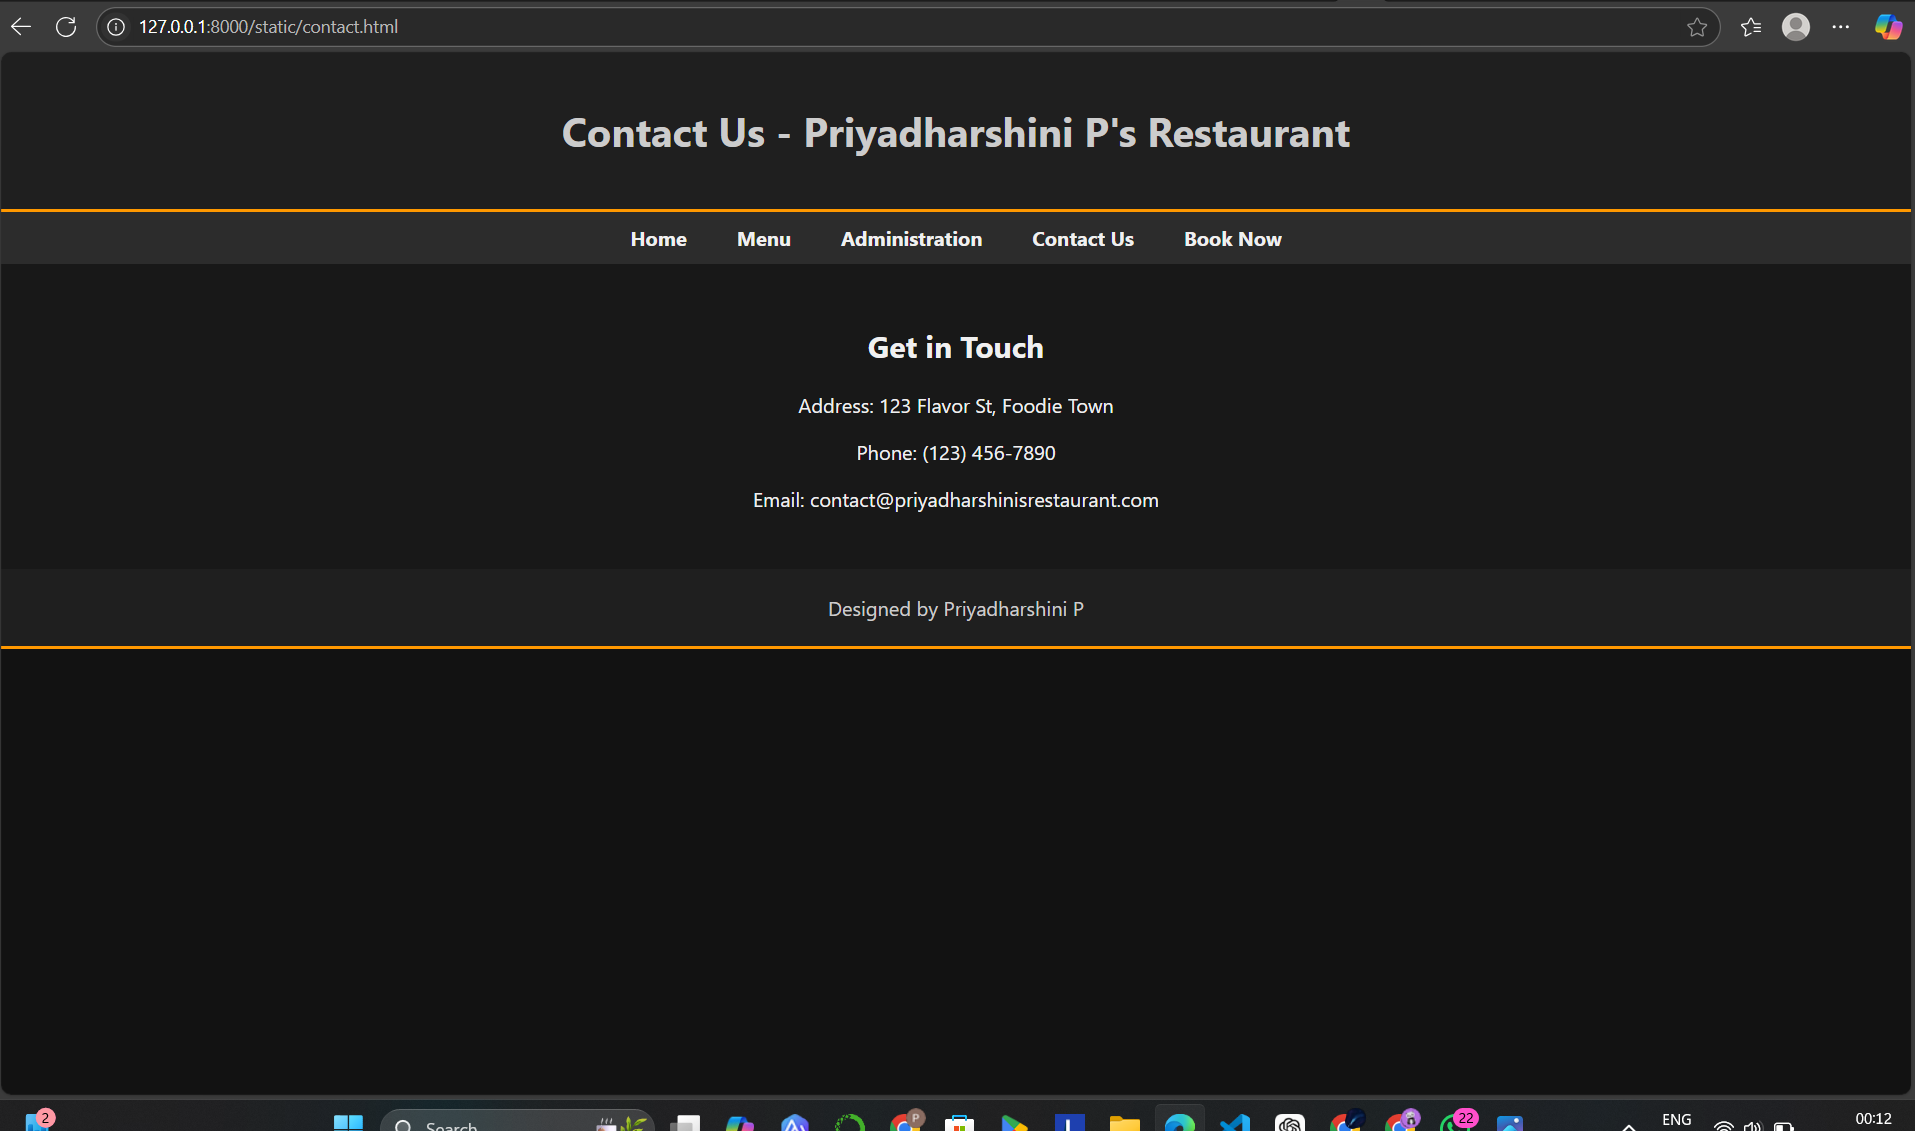 127.0.0.1:8000/static/contact.html
Contact Us - Priyadharshini P's Restaurant
Home Menu Administration Contact Us Book Now
Get in Touch
Address: 123 Flavor St, Foodie Town
Phone: (123) 456-7890
Email: contact@priyadharshinisrestaurant.com
Designed by Priyadharshini P
2
Search
P
22
ENG
00:12